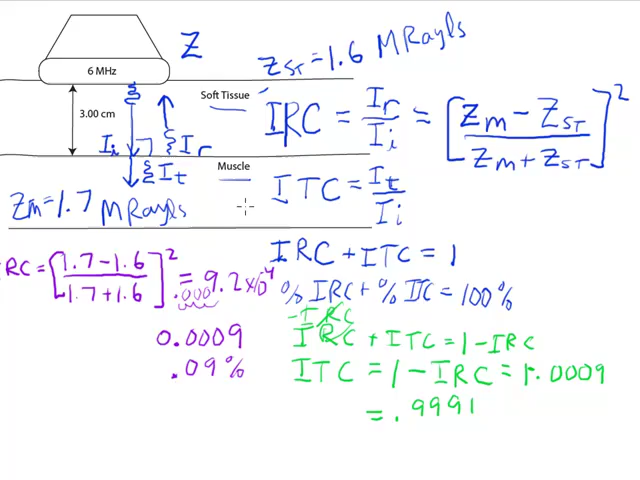 Z
Z_ST = 1.6 MRayls
6 MHz
Soft Tissue
3.00 cm
IRC = I_r / I_i = [ (Z_M - Z_ST) / (Z_M + Z_ST) ]²
I_i I_r
I_t
Muscle
ITC = I_t / I_i
Z_M = 1.7 MRayls
IRC + ITC = 1
RC = [ (1.7 - 1.6) / (1.7 + 1.6) ]² = 9.2 x 10^-4
.000
% IRC + % ITC = 100%
0.0009
- IRC
IRC + ITC = 1 - IRC
.09%
ITC = 1 - IRC = 1.0009
= .9991